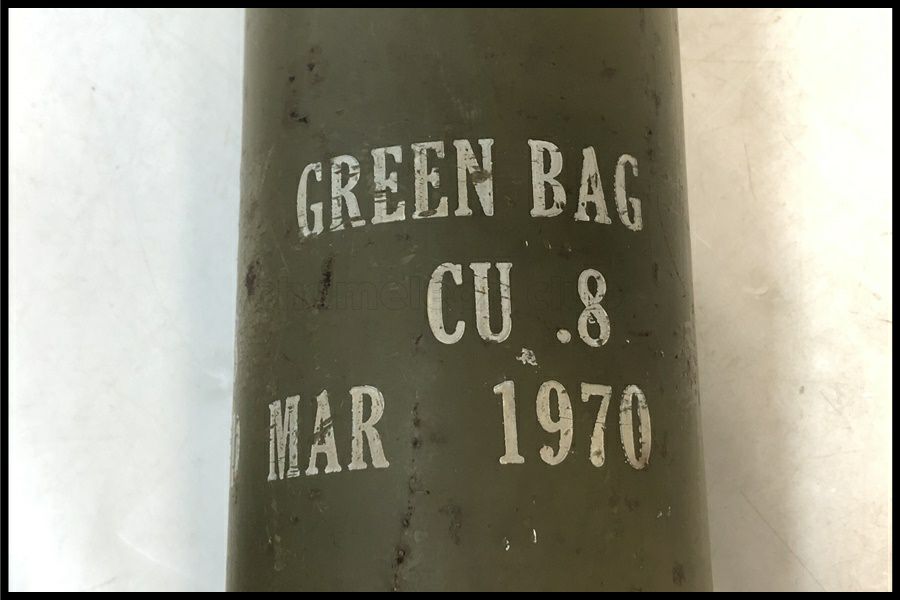 GREEN BAG
CU .8
MAR 1970